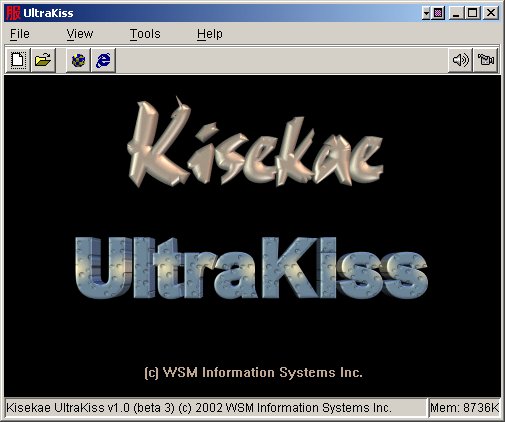 服 UltraKiss
File View Tools Help
Kisekae
UltraKiss
(c) WSM Information Systems Inc.
Kisekae UltraKiss v1.0 (beta 3) (c) 2002 WSM Information Systems Inc. Mem: 8736K